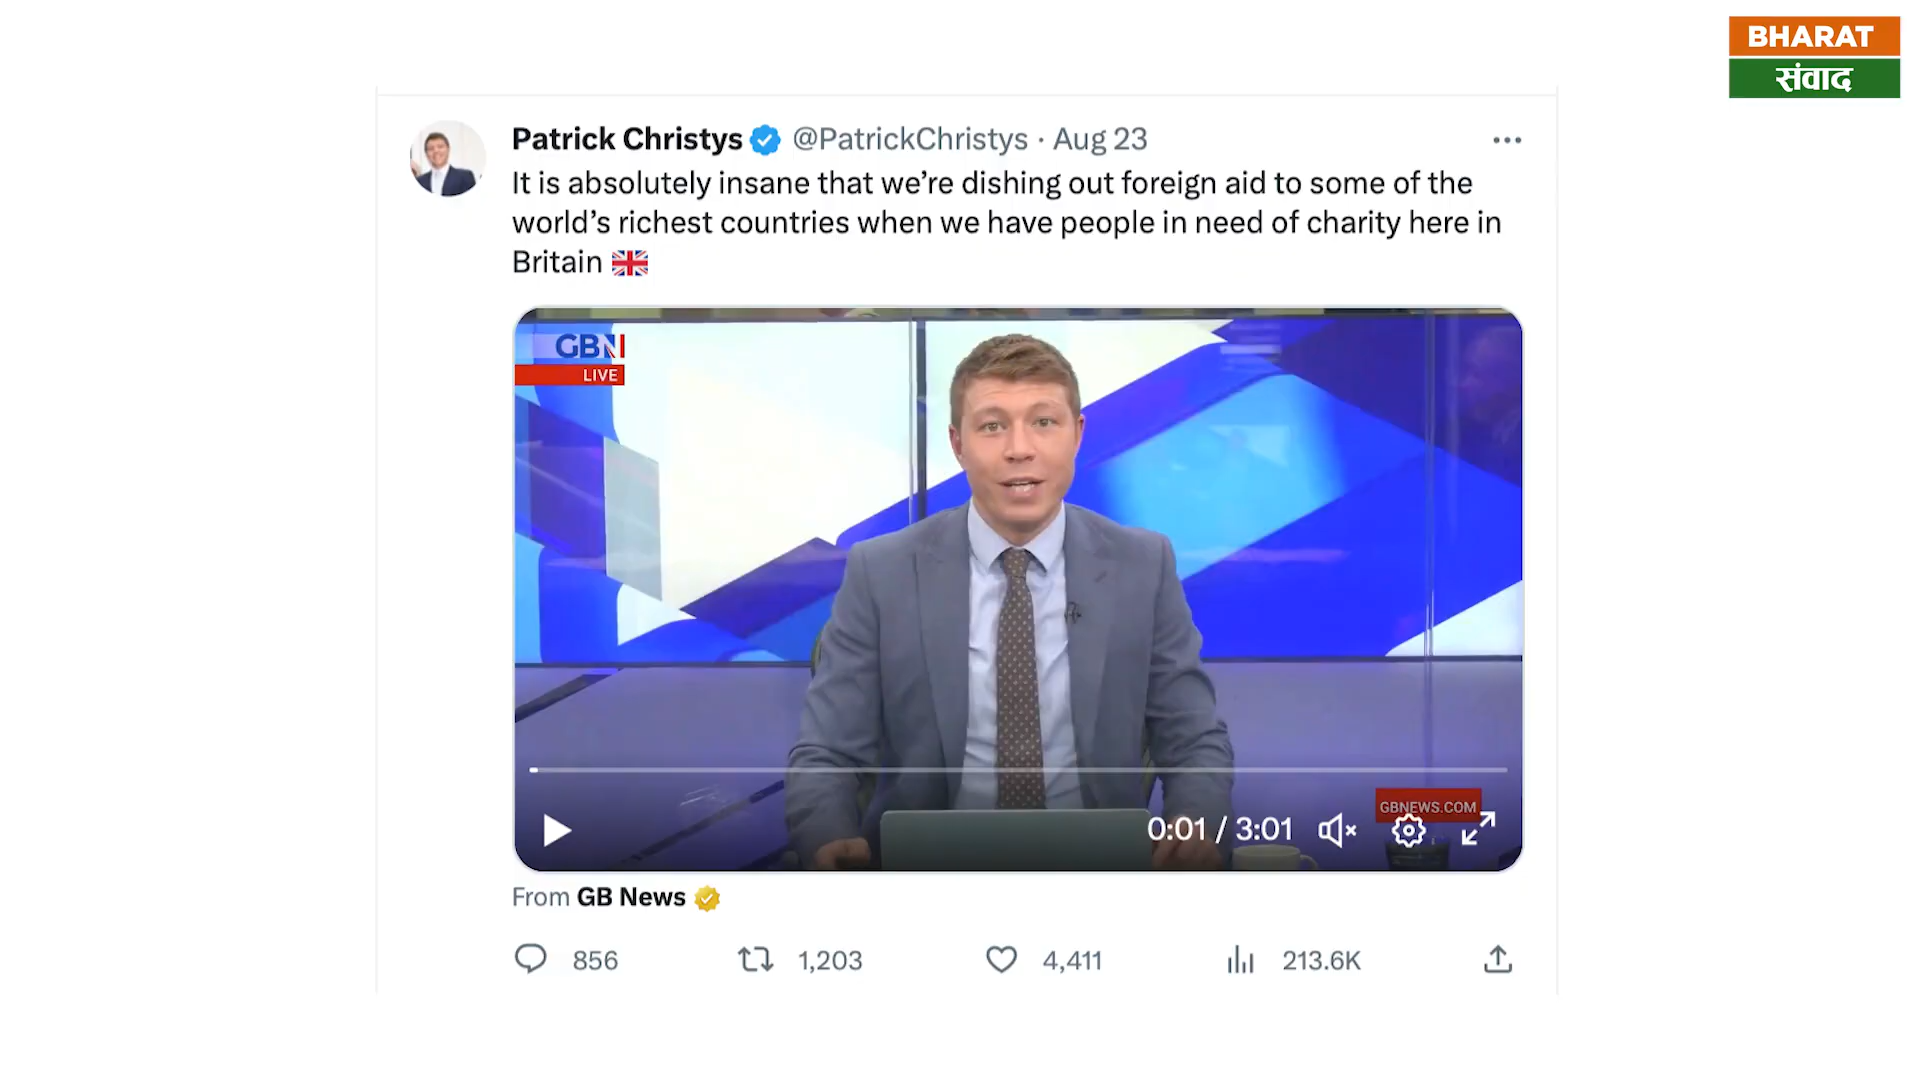 BHARAT
संवाद
Patrick Christys @PatrickChristys · Aug 23
It is absolutely insane that we're dishing out foreign aid to some of the
world's richest countries when we have people in need of charity here in
Britain 🇬🇧
GBN
LIVE
GBNEWS.COM
0:01 / 3:01
From GB News
856 1,203 4,411 213.6K